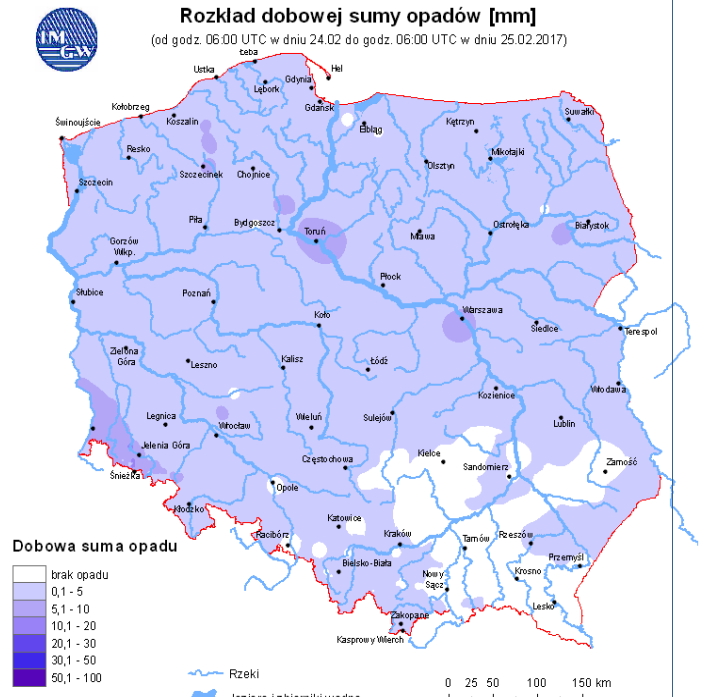 Rozklad dobowej sumy opadów [mm]
(od godz. 06:00 UTC w dniu 24.02 do godz. 06:00 UTC w dniu 25.02.2017)
IM
GW
Łeba
Ustka
Hel
Gdynia
Lębork
Gdańsk
Kołobrzeg
Koszalin
Świnoujście
Elbląg
Kętrzyn
Suwałki
Resko
Szczecinek
Chojnice
Olsztyn
Mikołajki
Szczecin
Piła
Bydgoszcz
Toruń
Mława
Ostrołęka
Białystok
Gorzów
Wlkp.
Płock
Słubice
Poznań
Koło
Warszawa
Siedlce
Terespol
Zielona
Góra
Leszno
Kalisz
Łódź
Kozienice
Włodawa
Legnica
Wrocław
Wieluń
Sulejów
Lublin
Jelenia Góra
Śnieżka
Częstochowa
Kielce
Sandomierz
Zamość
Kłodzko
Opole
Katowice
Racibórz
Kraków
Tarnów
Rzeszów
Przemyśl
Bielsko-Biała
Nowy
Sącz
Krosno
Lesko
Zakopane
Kasprowy Wierch
Dobowa suma opadu
brak opadu
0,1 - 5
5,1 - 10
10,1 - 20
20,1 - 30
30,1 - 50
50,1 - 100
Rzeki
0 25 50 100 150 km